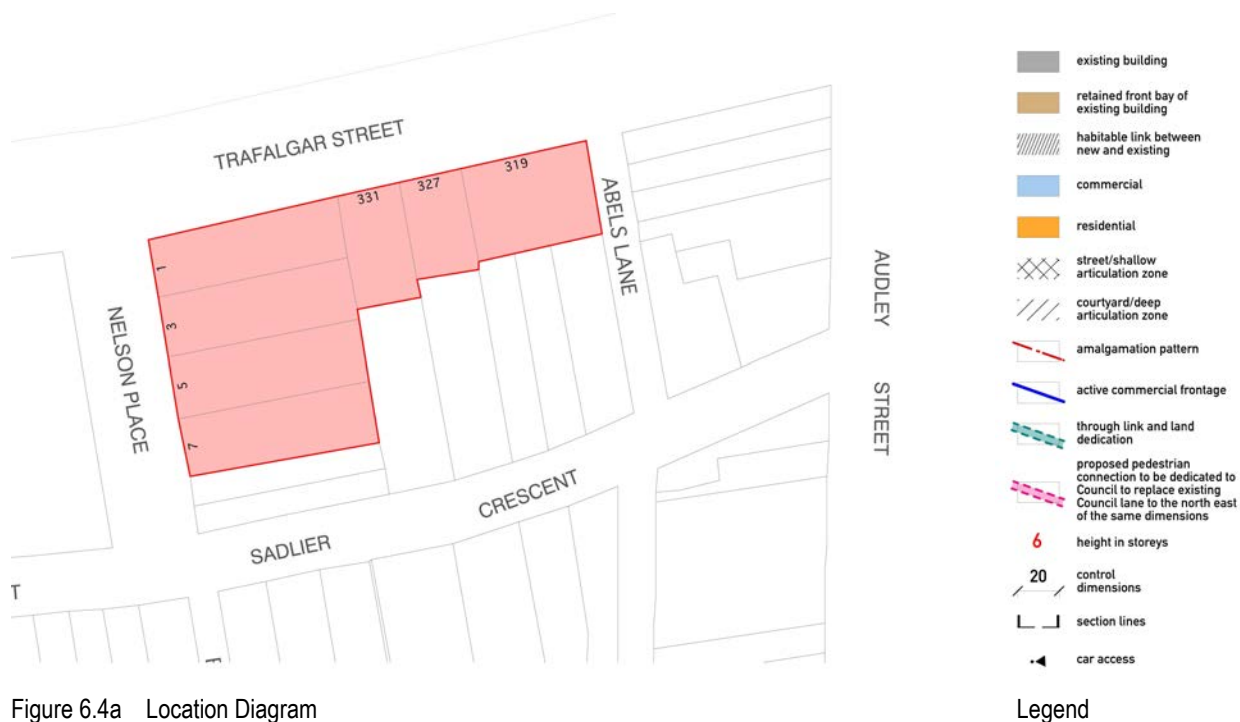 TRAFALGAR STREET
331
327
319
ABELS LANE
1
3
5
7
NELSON PLACE
AUDLEY
STREET
SADLIER
CRESCENT
T
existing building
retained front bay of
existing building
habitable link between
new and existing
commercial
residential
street/shallow
articulation zone
courtyard/deep
articulation zone
amalgamation pattern
active commercial frontage
through link and land
dedication
proposed pedestrian
connection to be dedicated to
Council to replace existing
Council lane to the north east
of the same dimensions
6 height in storeys
20 control
dimensions
section lines
car access
Figure 6.4a Location Diagram
Legend